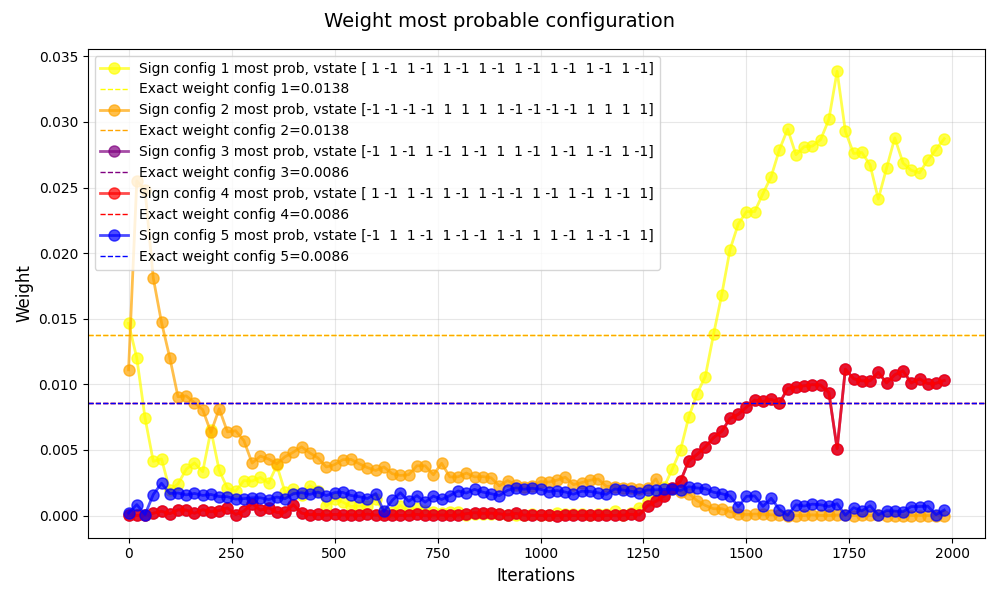 Weight most probable configuration
Sign config 1 most prob, vstate [ 1 -1  1 -1  1 -1  1 -1  1 -1  1 -1  1 -1  1 -1]
Exact weight config 1=0.0138
Sign config 2 most prob, vstate [-1 -1 -1 -1  1  1  1  1 -1 -1 -1 -1  1  1  1  1]
Exact weight config 2=0.0138
Sign config 3 most prob, vstate [-1  1 -1  1 -1  1 -1  1  1 -1  1 -1  1 -1  1 -1]
Exact weight config 3=0.0086
Sign config 4 most prob, vstate [ 1 -1  1 -1  1 -1  1 -1 -1  1 -1  1 -1  1 -1  1]
Exact weight config 4=0.0086
Sign config 5 most prob, vstate [-1  1  1 -1  1 -1 -1  1 -1  1  1 -1  1 -1 -1  1]
Exact weight config 5=0.0086
0.035
0.030
0.025
0.020
0.015
0.010
0.005
0.000
Weight
0
250
500
750
1000
1250
1500
1750
2000
Iterations